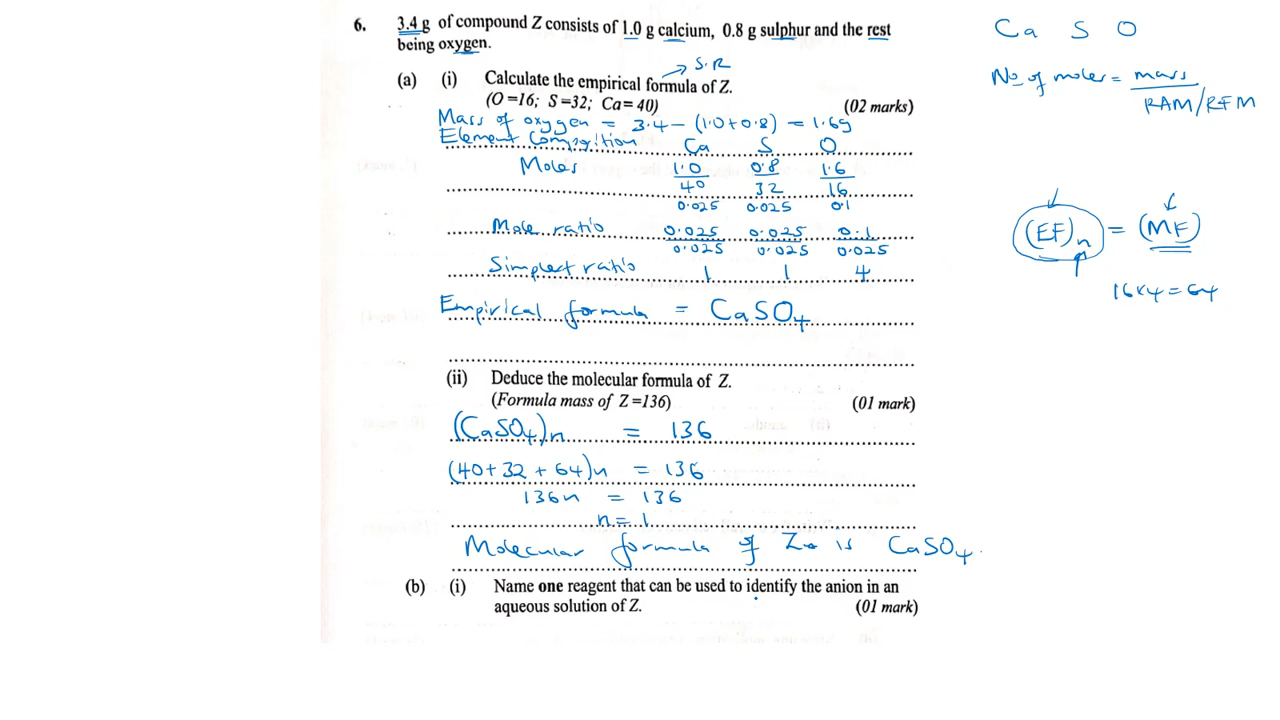 6. 3.4 g of compound Z consists of 1.0 g calcium, 0.8 g sulphur and the rest
being oxygen.
→ S.R
(a) (i) Calculate the empirical formula of Z.
(O =16; S =32; Ca= 40) (02 marks)
Mass of oxygen = 3.4 - (1.0+0.8) = 1.6g
Element Composition Ca S O
Moles 1.0/40 0.8/32 1.6/16
0.025 0.025 0.1
Mole ratio 0.025/0.025 0.025/0.025 0.1/0.025
Simplest ratio 1 1 4
Empirical formula = CaSO4
(ii) Deduce the molecular formula of Z.
(Formula mass of Z =136) (01 mark)
(CaSO4)n = 136
(40+ 32 + 64)n = 136
136n = 136
n = 1
Molecular formula of Z is CaSO4.
(b) (i) Name one reagent that can be used to identify the anion in an
aqueous solution of Z. (01 mark)
Ca S O
No of moles = mass
RAM/RFM
(EF)n = (MF)
16×4 = 64